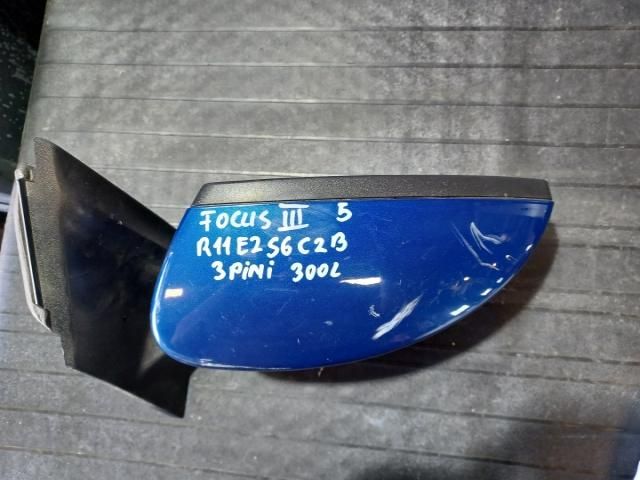 FOCUS III 5
R11E2S6C2B
3PiNi 300L